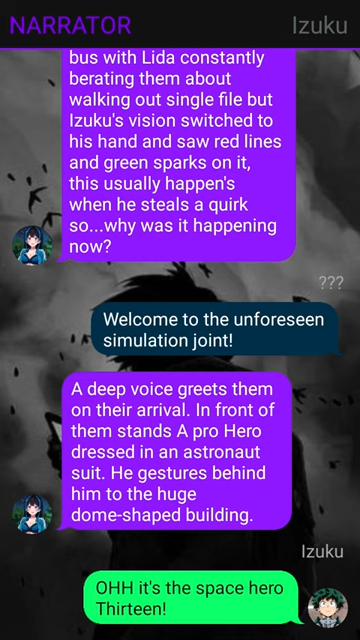 NARRATOR
Izuku
bus with Lida constantly
berating them about
walking out single file but
Izuku's vision switched to
his hand and saw red lines
and green sparks on it,
this usually happen's
when he steals a quirk
so...why was it happening
now?
???
Welcome to the unforeseen
simulation joint!
A deep voice greets them
on their arrival. In front of
them stands A pro Hero
dressed in an astronaut
suit. He gestures behind
him to the huge
dome-shaped building.
Izuku
OHH it's the space hero
Thirteen!